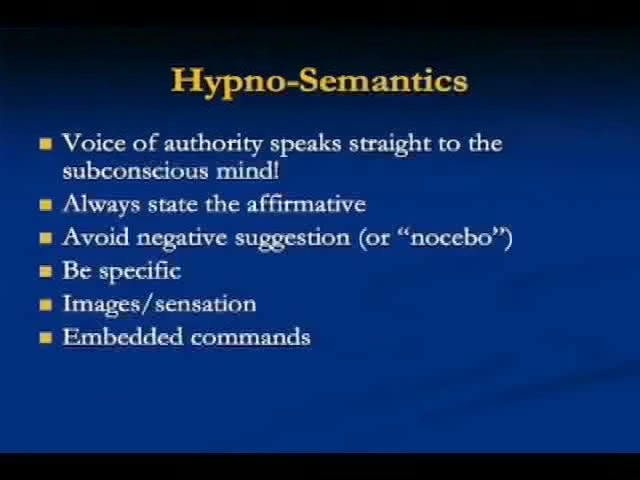 Hypno-Semantics
Voice of authority speaks straight to the
subconscious mind!
Always state the affirmative
Avoid negative suggestion (or “nocebo”)
Be specific
Images/sensation
Embedded commands